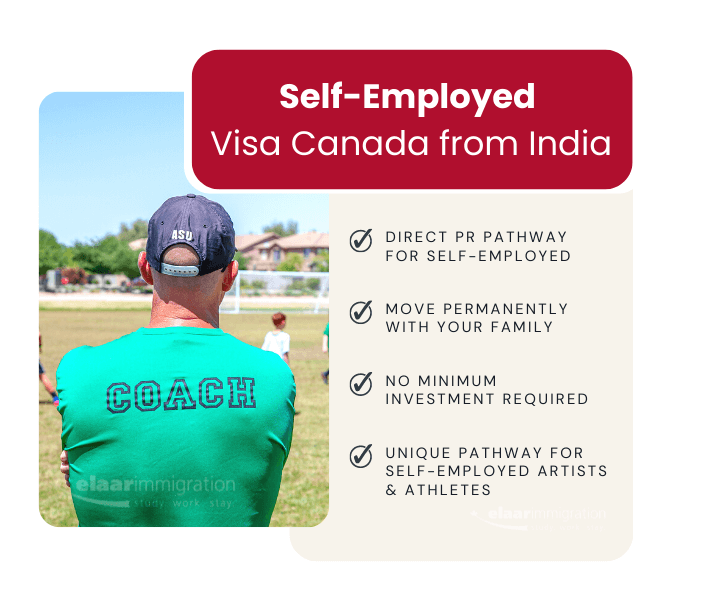 Self-Employed
Visa Canada from India
ASU
COACH
elaarimmigration
study. work. stay
DIRECT PR PATHWAY
FOR SELF-EMPLOYED
MOVE PERMANENTLY
WITH YOUR FAMILY
NO MINIMUM
INVESTMENT REQUIRED
UNIQUE PATHWAY FOR
SELF-EMPLOYED ARTISTS
& ATHLETES
elaarimmigration